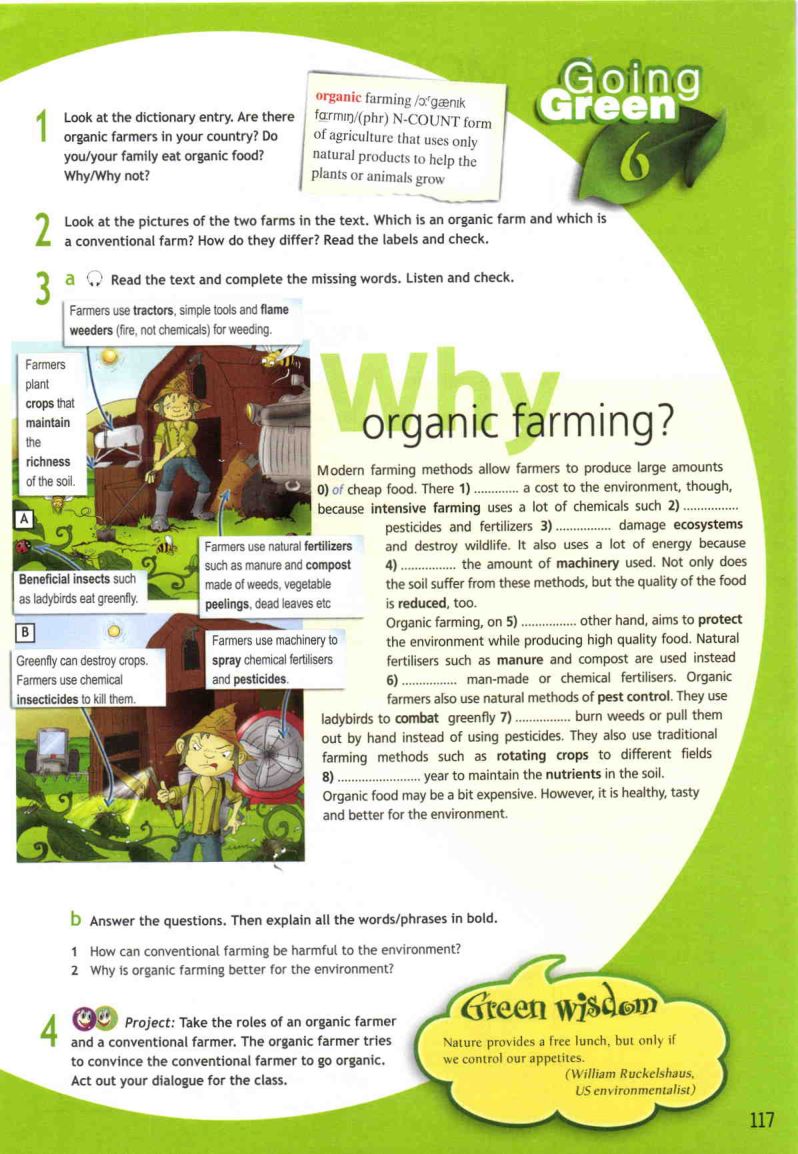 Going
Green
6
1
Look at the dictionary entry. Are there
organic farmers in your country? Do
you/your family eat organic food?
Why/Why not?
organic farming /ɔːʳgænɪk
fɑːrmɪŋ/(phr) N-COUNT form
of agriculture that uses only
natural products to help the
plants or animals grow
2
Look at the pictures of the two farms in the text. Which is an organic farm and which is
a conventional farm? How do they differ? Read the labels and check.
3
a Read the text and complete the missing words. Listen and check.
Farmers use tractors, simple tools and flame
weeders (fire, not chemicals) for weeding.
Farmers
plant
crops that
maintain
the
richness
of the soil.
A
Beneficial insects such
as ladybirds eat greenfly.
Farmers use natural fertilizers
such as manure and compost
made of weeds, vegetable
peelings, dead leaves etc
B
Greenfly can destroy crops.
Farmers use chemical
insecticides to kill them.
Farmers use machinery to
spray chemical fertilisers
and pesticides.
Why
organic farming?
Modern farming methods allow farmers to produce large amounts
0) of cheap food. There 1) ............. a cost to the environment, though,
because intensive farming uses a lot of chemicals such 2) ................
pesticides and fertilizers 3) ................ damage ecosystems
and destroy wildlife. It also uses a lot of energy because
4) ................ the amount of machinery used. Not only does
the soil suffer from these methods, but the quality of the food
is reduced, too.
Organic farming, on 5) ................ other hand, aims to protect
the environment while producing high quality food. Natural
fertilisers such as manure and compost are used instead
6) ................ man-made or chemical fertilisers. Organic
farmers also use natural methods of pest control. They use
ladybirds to combat greenfly 7) ................ burn weeds or pull them
out by hand instead of using pesticides. They also use traditional
farming methods such as rotating crops to different fields
8) ........................ year to maintain the nutrients in the soil.
Organic food may be a bit expensive. However, it is healthy, tasty
and better for the environment.
b Answer the questions. Then explain all the words/phrases in bold.
1 How can conventional farming be harmful to the environment?
2 Why is organic farming better for the environment?
4
Project: Take the roles of an organic farmer
and a conventional farmer. The organic farmer tries
to convince the conventional farmer to go organic.
Act out your dialogue for the class.
Green wisdom
Nature provides a free lunch, but only if
we control our appetites.
(William Ruckelshaus,
US environmentalist)
117